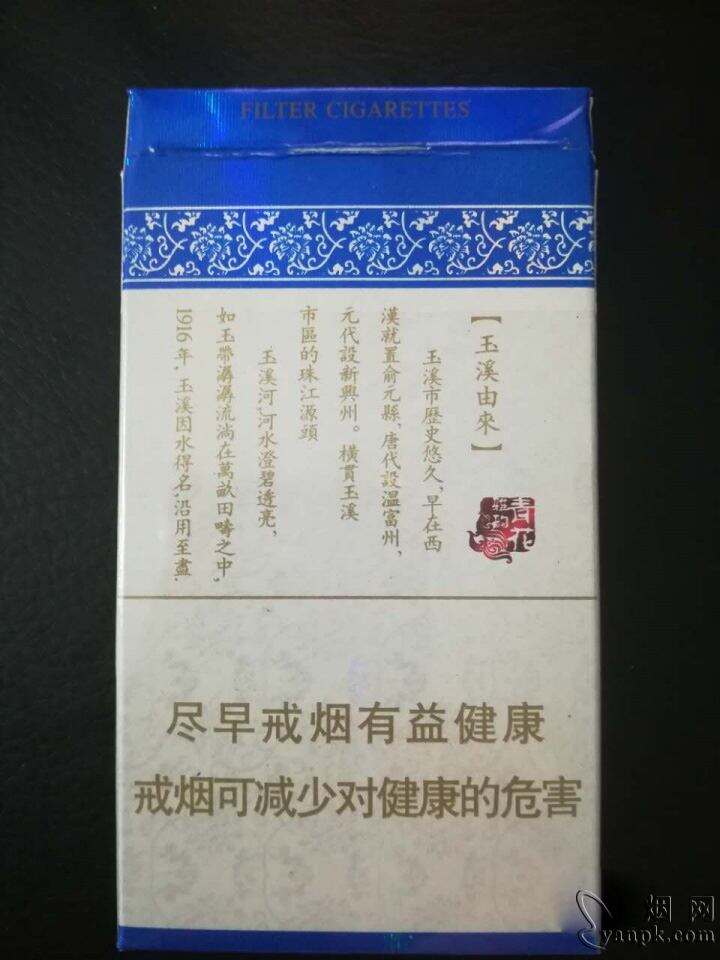 FILTER CIGARETTES
【玉溪由來】
玉溪市歷史悠久,早在西
漢就置俞元縣,唐代設溫富州,
元代設新興州。橫貫玉溪
市區的珠江源頭
玉溪河,河水澄碧透亮,
如玉帶潺潺流淌在萬畝田疇之中,
1916年,玉溪因水得名,沿用至盡.
青花
尽早戒烟有益健康
戒烟可减少对健康的危害
烟网
yanpk.com